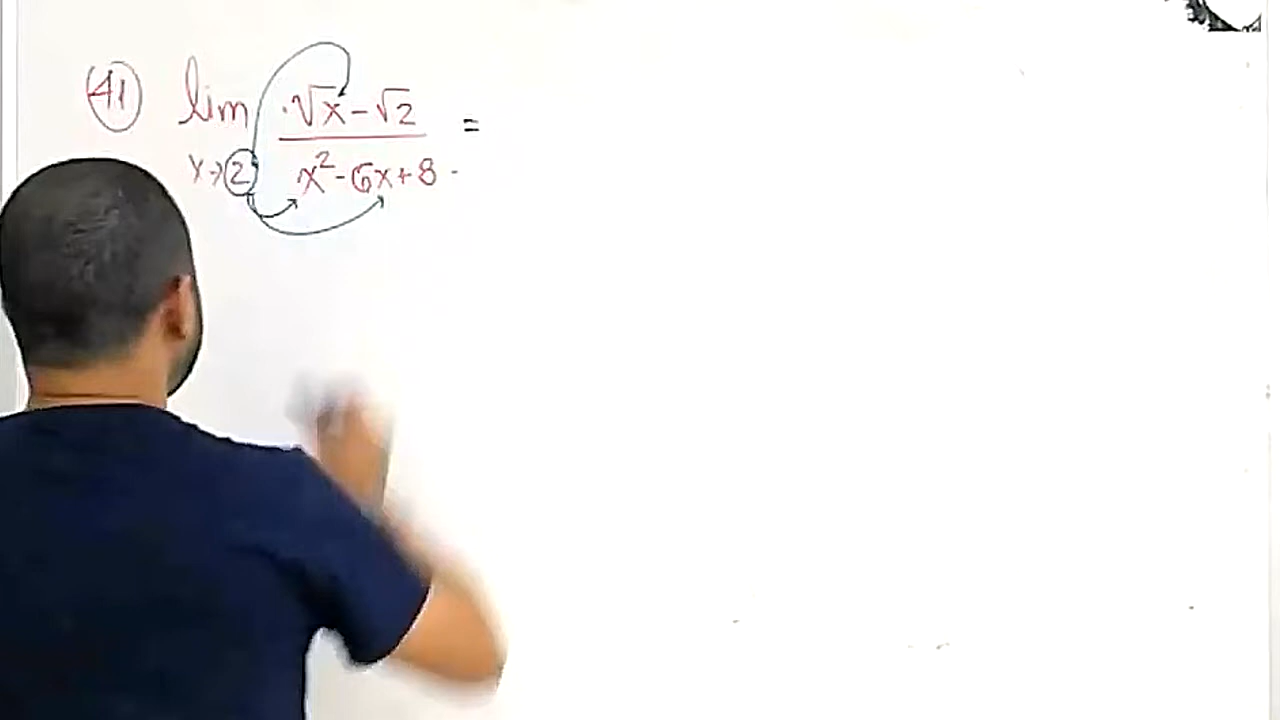 41 lim √x - √2 =
x→2 x² - 6x + 8